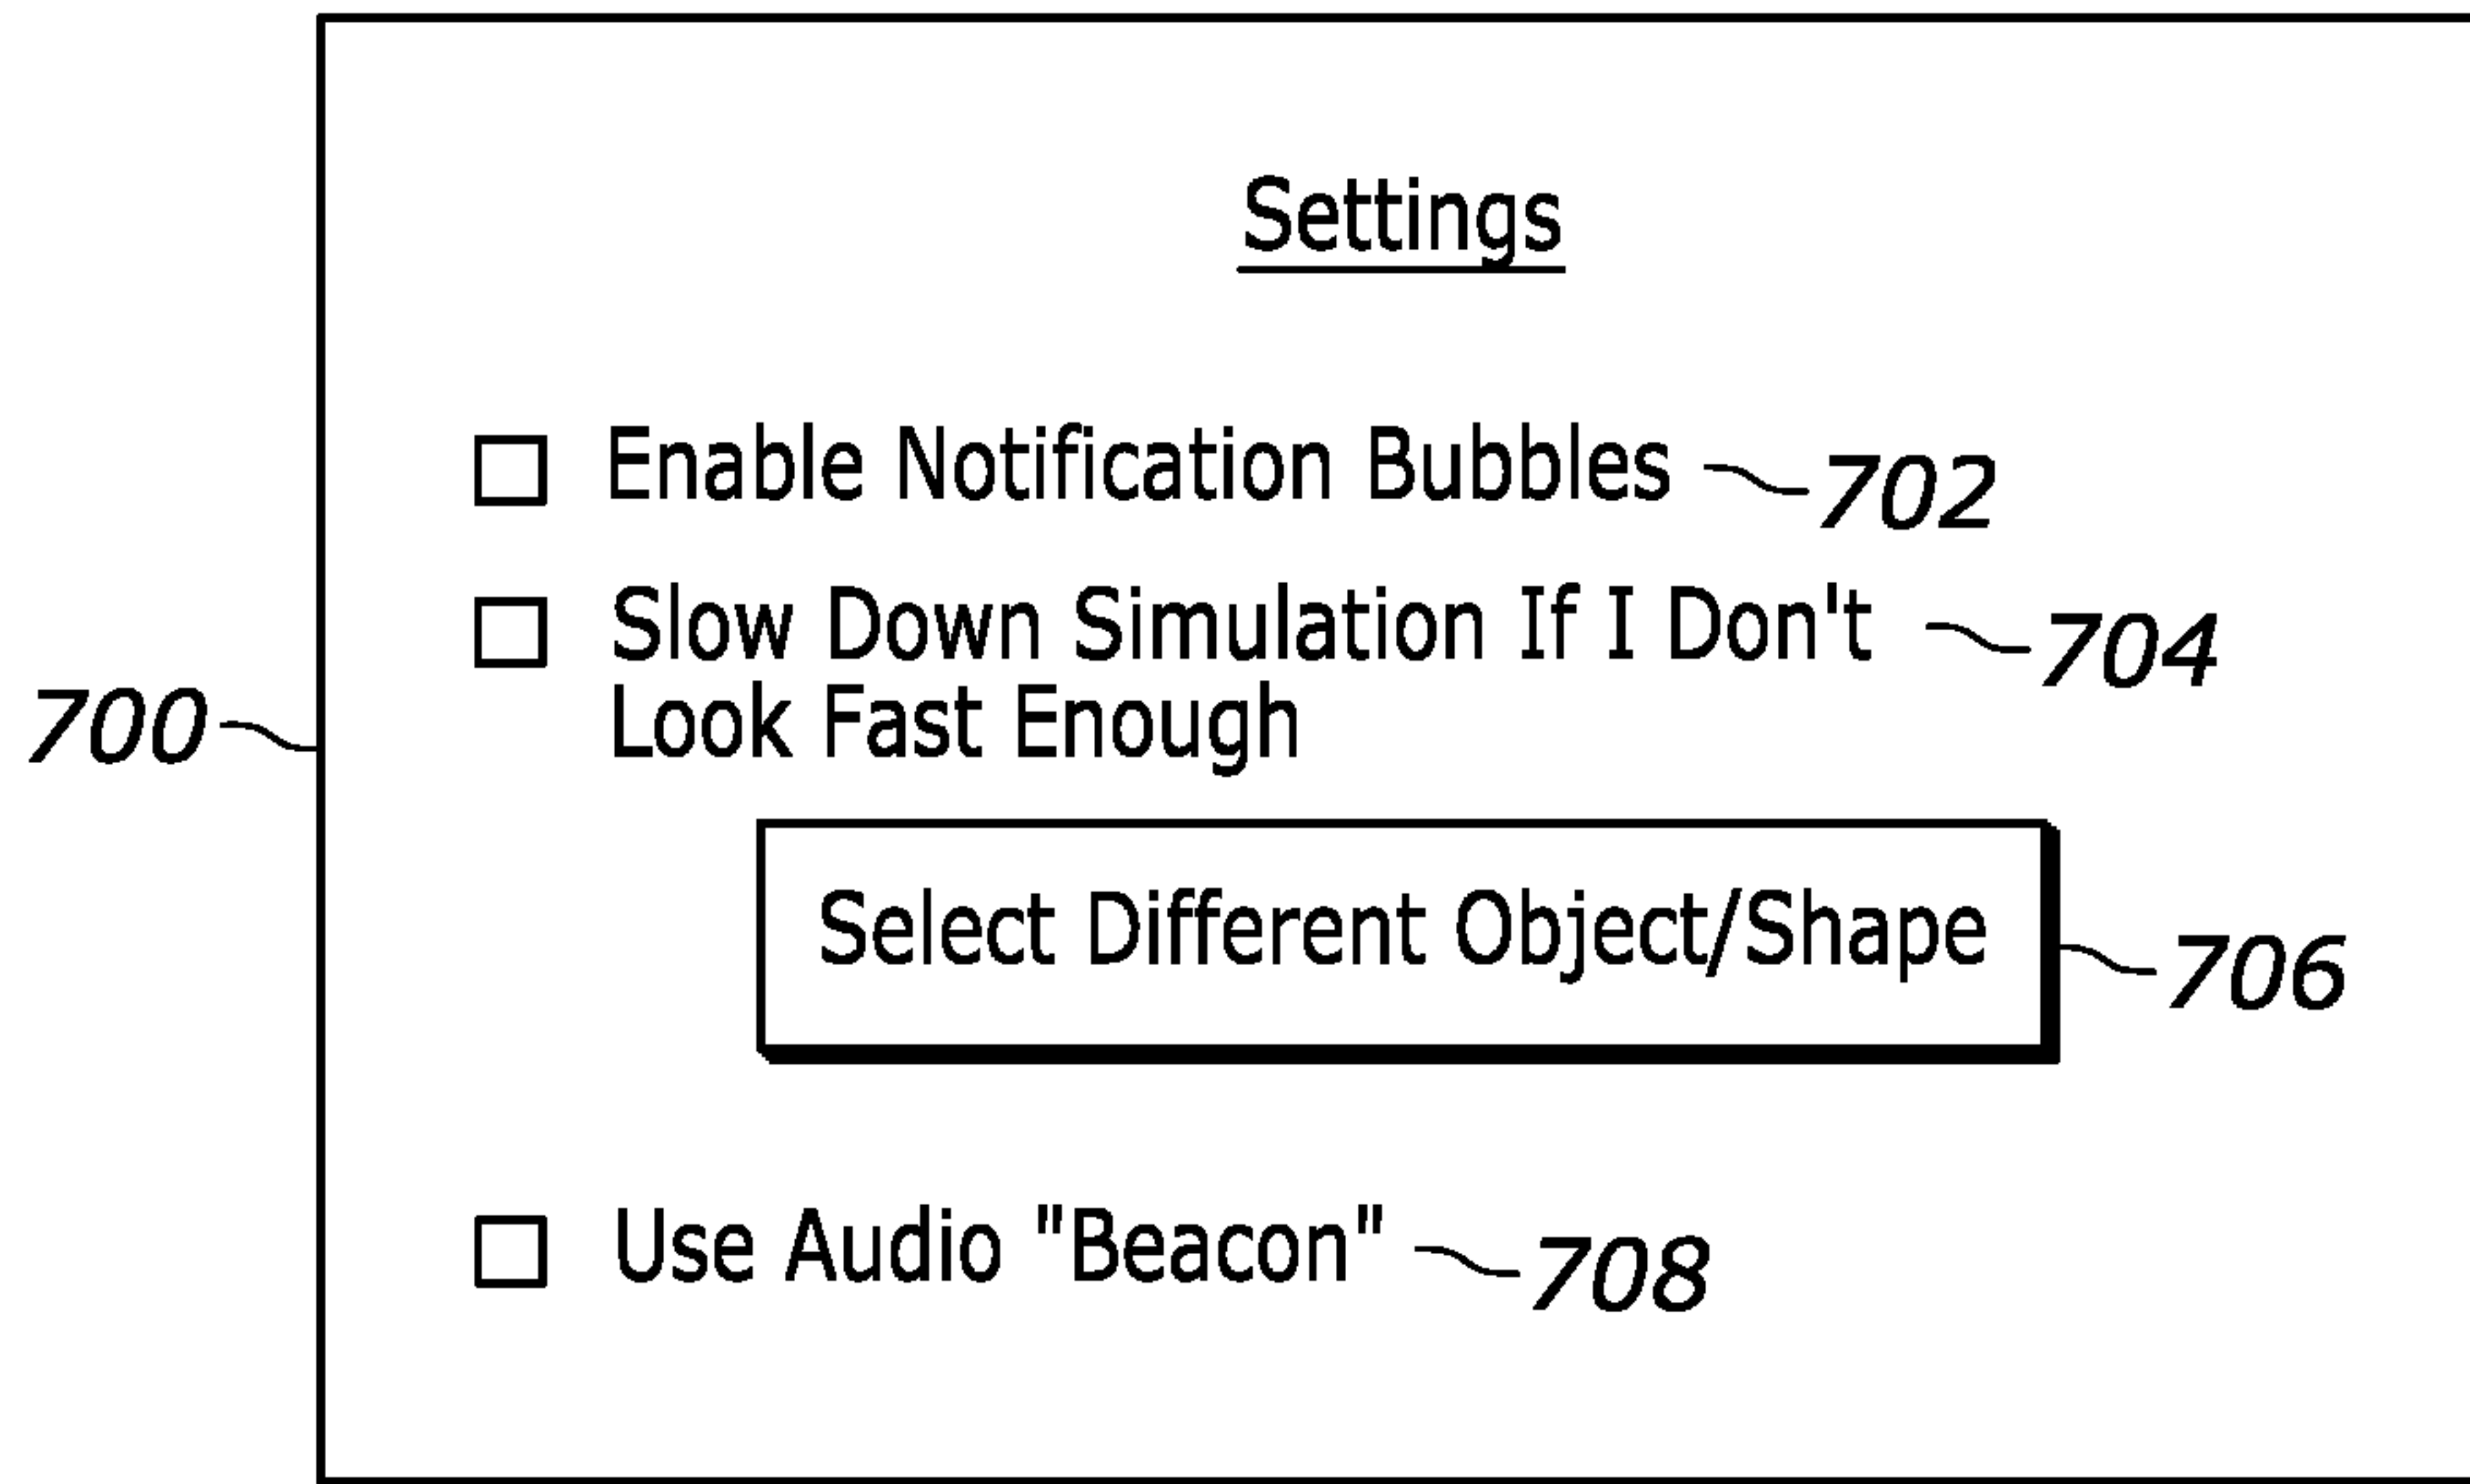 Settings
Enable Notification Bubbles 702
Slow Down Simulation If I Don't 704
Look Fast Enough
700
Select Different Object/Shape 706
Use Audio "Beacon" 708